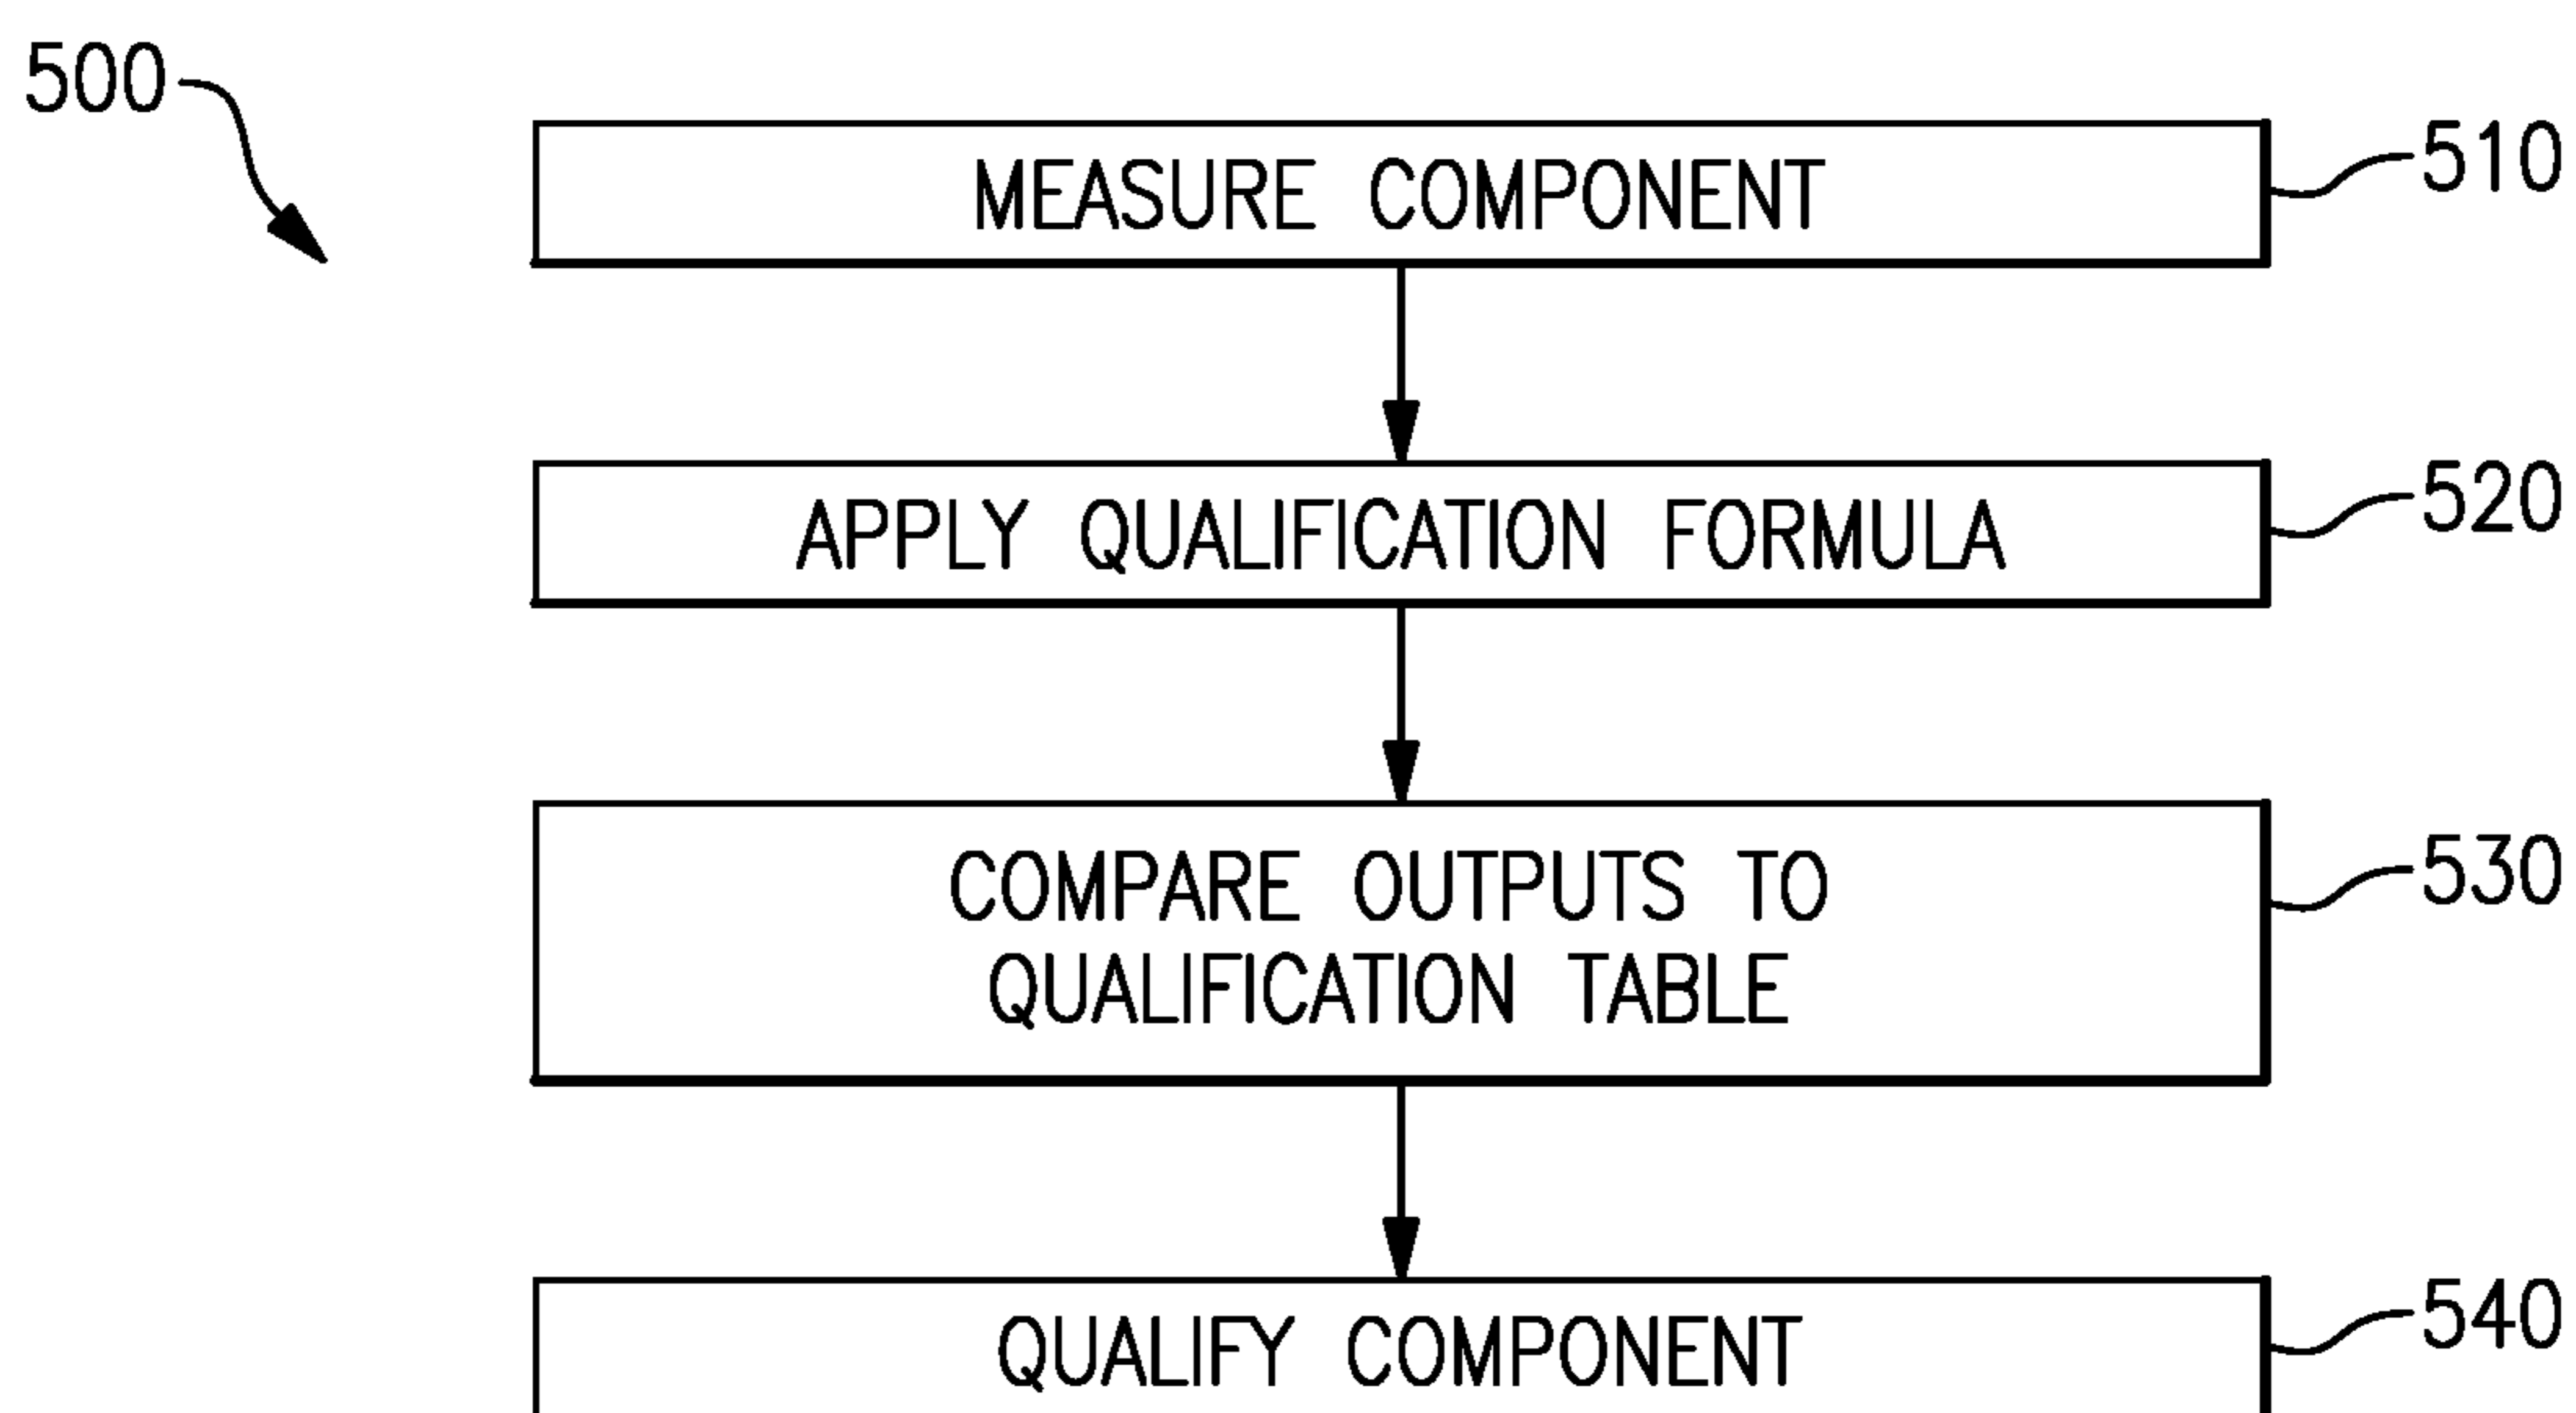 500
MEASURE COMPONENT
510
APPLY QUALIFICATION FORMULA
520
COMPARE OUTPUTS TO
QUALIFICATION TABLE
530
QUALIFY COMPONENT
540